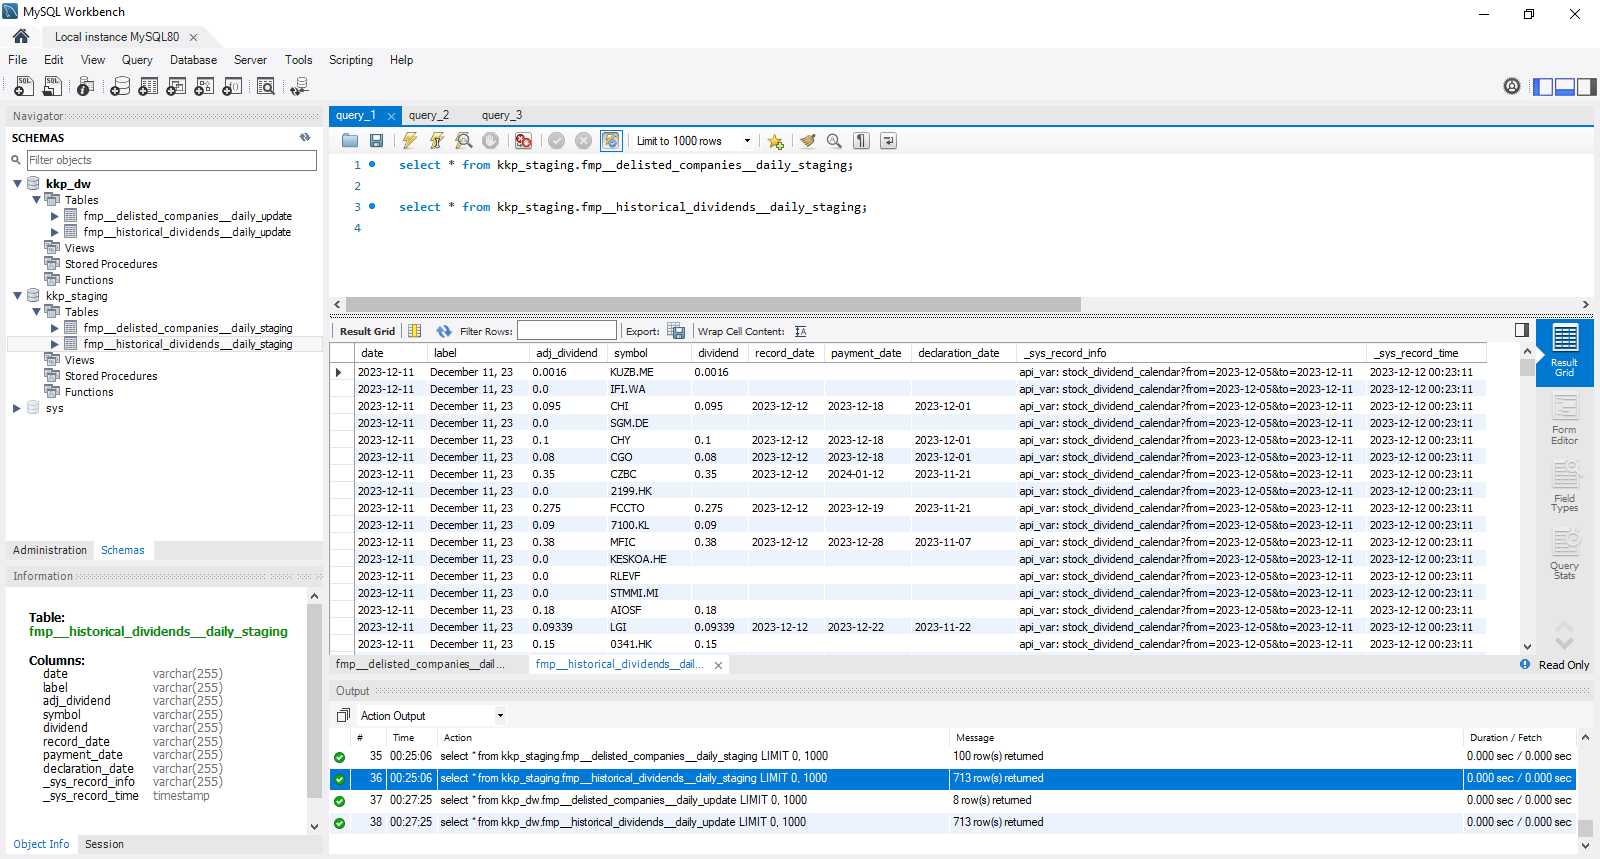 MySQL Workbench
Local instance MySQL80
File Edit View Query Database Server Tools Scripting Help
Navigator
SCHEMAS
Filter objects
kkp_dw
Tables
fmp__delisted_companies__daily_update
fmp__historical_dividends__daily_update
Views
Stored Procedures
Functions
kkp_staging
Tables
fmp__delisted_companies__daily_staging
fmp__historical_dividends__daily_staging
Views
Stored Procedures
Functions
sys
Administration Schemas
Information
Table:
fmp__historical_dividends__daily_staging
Columns:
date varchar(255)
label varchar(255)
adj_dividend varchar(255)
symbol varchar(255)
dividend varchar(255)
record_date varchar(255)
payment_date varchar(255)
declaration_date varchar(255)
_sys_record_info varchar(255)
_sys_record_time timestamp
Object Info Session
query_1 query_2 query_3
Limit to 1000 rows
1 select * from kkp_staging.fmp__delisted_companies__daily_staging;
2
3 select * from kkp_staging.fmp__historical_dividends__daily_staging;
4
Result Grid Filter Rows: Export: Wrap Cell Content:
date label adj_dividend symbol dividend record_date payment_date declaration_date _sys_record_info _sys_record_time
2023-12-11 December 11, 23 0.0016 KUZB.ME 0.0016 api_var: stock_dividend_calendar?from=2023-12-05&to=2023-12-11 2023-12-12 00:23:11
2023-12-11 December 11, 23 0.0 IFI.WA api_var: stock_dividend_calendar?from=2023-12-05&to=2023-12-11 2023-12-12 00:23:11
2023-12-11 December 11, 23 0.095 CHI 0.095 2023-12-12 2023-12-18 2023-12-01 api_var: stock_dividend_calendar?from=2023-12-05&to=2023-12-11 2023-12-12 00:23:11
2023-12-11 December 11, 23 0.0 SGM.DE api_var: stock_dividend_calendar?from=2023-12-05&to=2023-12-11 2023-12-12 00:23:11
2023-12-11 December 11, 23 0.1 CHY 0.1 2023-12-12 2023-12-18 2023-12-01 api_var: stock_dividend_calendar?from=2023-12-05&to=2023-12-11 2023-12-12 00:23:11
2023-12-11 December 11, 23 0.08 CGO 0.08 2023-12-12 2023-12-18 2023-12-01 api_var: stock_dividend_calendar?from=2023-12-05&to=2023-12-11 2023-12-12 00:23:11
2023-12-11 December 11, 23 0.35 CZBC 0.35 2023-12-12 2024-01-12 2023-11-21 api_var: stock_dividend_calendar?from=2023-12-05&to=2023-12-11 2023-12-12 00:23:11
2023-12-11 December 11, 23 0.0 2199.HK api_var: stock_dividend_calendar?from=2023-12-05&to=2023-12-11 2023-12-12 00:23:11
2023-12-11 December 11, 23 0.275 FCCTO 0.275 2023-12-12 2023-12-19 2023-11-21 api_var: stock_dividend_calendar?from=2023-12-05&to=2023-12-11 2023-12-12 00:23:11
2023-12-11 December 11, 23 0.09 7100.KL 0.09 api_var: stock_dividend_calendar?from=2023-12-05&to=2023-12-11 2023-12-12 00:23:11
2023-12-11 December 11, 23 0.38 MFIC 0.38 2023-12-12 2023-12-28 2023-11-07 api_var: stock_dividend_calendar?from=2023-12-05&to=2023-12-11 2023-12-12 00:23:11
2023-12-11 December 11, 23 0.0 KESKOA.HE api_var: stock_dividend_calendar?from=2023-12-05&to=2023-12-11 2023-12-12 00:23:11
2023-12-11 December 11, 23 0.0 RLEVF api_var: stock_dividend_calendar?from=2023-12-05&to=2023-12-11 2023-12-12 00:23:11
2023-12-11 December 11, 23 0.0 STMMI.MI api_var: stock_dividend_calendar?from=2023-12-05&to=2023-12-11 2023-12-12 00:23:11
2023-12-11 December 11, 23 0.18 AIOSF 0.18 api_var: stock_dividend_calendar?from=2023-12-05&to=2023-12-11 2023-12-12 00:23:11
2023-12-11 December 11, 23 0.09339 LGI 0.09339 2023-12-12 2023-12-22 2023-11-22 api_var: stock_dividend_calendar?from=2023-12-05&to=2023-12-11 2023-12-12 00:23:11
2023-12-11 December 11, 23 0.15 0341.HK 0.15 api_var: stock_dividend_calendar?from=2023-12-05&to=2023-12-11 2023-12-12 00:23:11
Result
Grid
Form
Editor
Field
Types
Query
Stats
fmp__delisted_companies__dail... fmp__historical_dividends__dail... Read Only
Output
Action Output
# Time Action Message Duration / Fetch
35 00:25:06 select * from kkp_staging.fmp__delisted_companies__daily_staging LIMIT 0, 1000 100 row(s) returned 0.000 sec / 0.000 sec
36 00:25:06 select * from kkp_staging.fmp__historical_dividends__daily_staging LIMIT 0, 1000 713 row(s) returned 0.000 sec / 0.000 sec
37 00:27:25 select * from kkp_dw.fmp__delisted_companies__daily_update LIMIT 0, 1000 8 row(s) returned 0.000 sec / 0.000 sec
38 00:27:25 select * from kkp_dw.fmp__historical_dividends__daily_update LIMIT 0, 1000 713 row(s) returned 0.000 sec / 0.000 sec